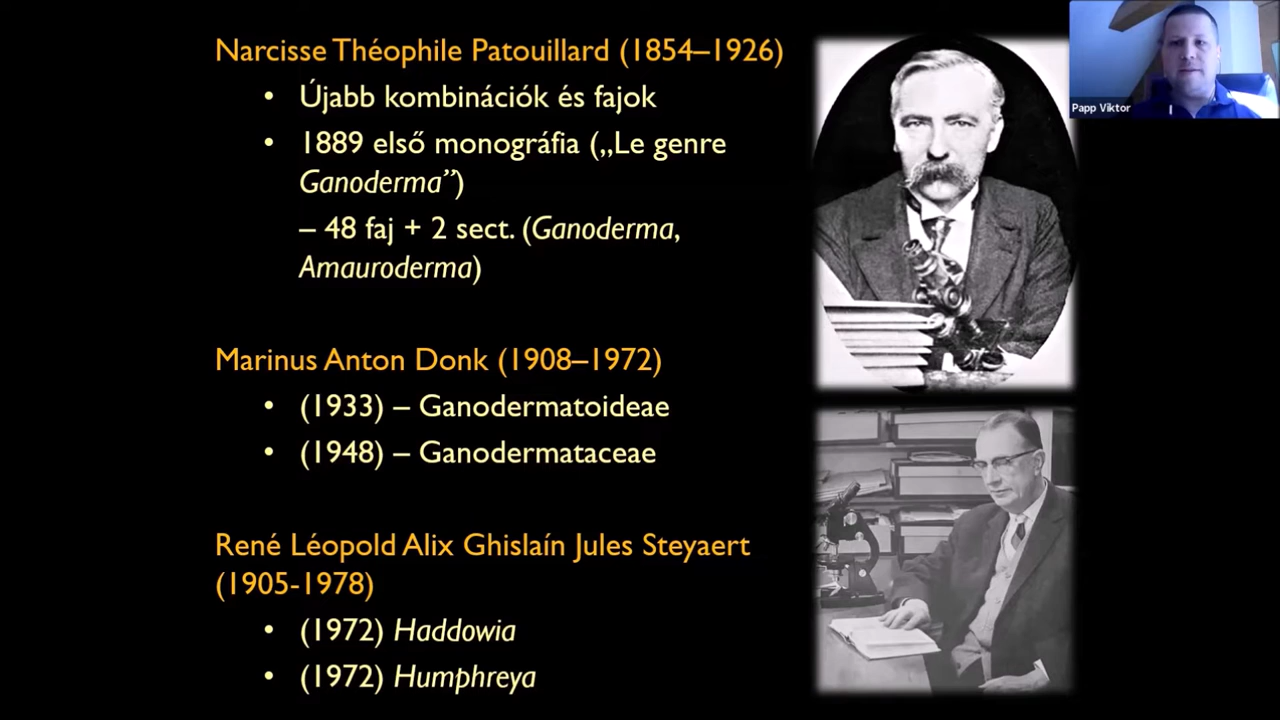 Narcisse Théophile Patouillard (1854–1926)
• Újabb kombinációk és fajok
• 1889 első monográfia („Le genre
Ganoderma”)
– 48 faj + 2 sect. (Ganoderma,
Amauroderma)
Marinus Anton Donk (1908–1972)
• (1933) – Ganodermatoideae
• (1948) – Ganodermataceae
René Léopold Alix Ghislaín Jules Steyaert
(1905-1978)
• (1972) Haddowia
• (1972) Humphreya
Papp Viktor